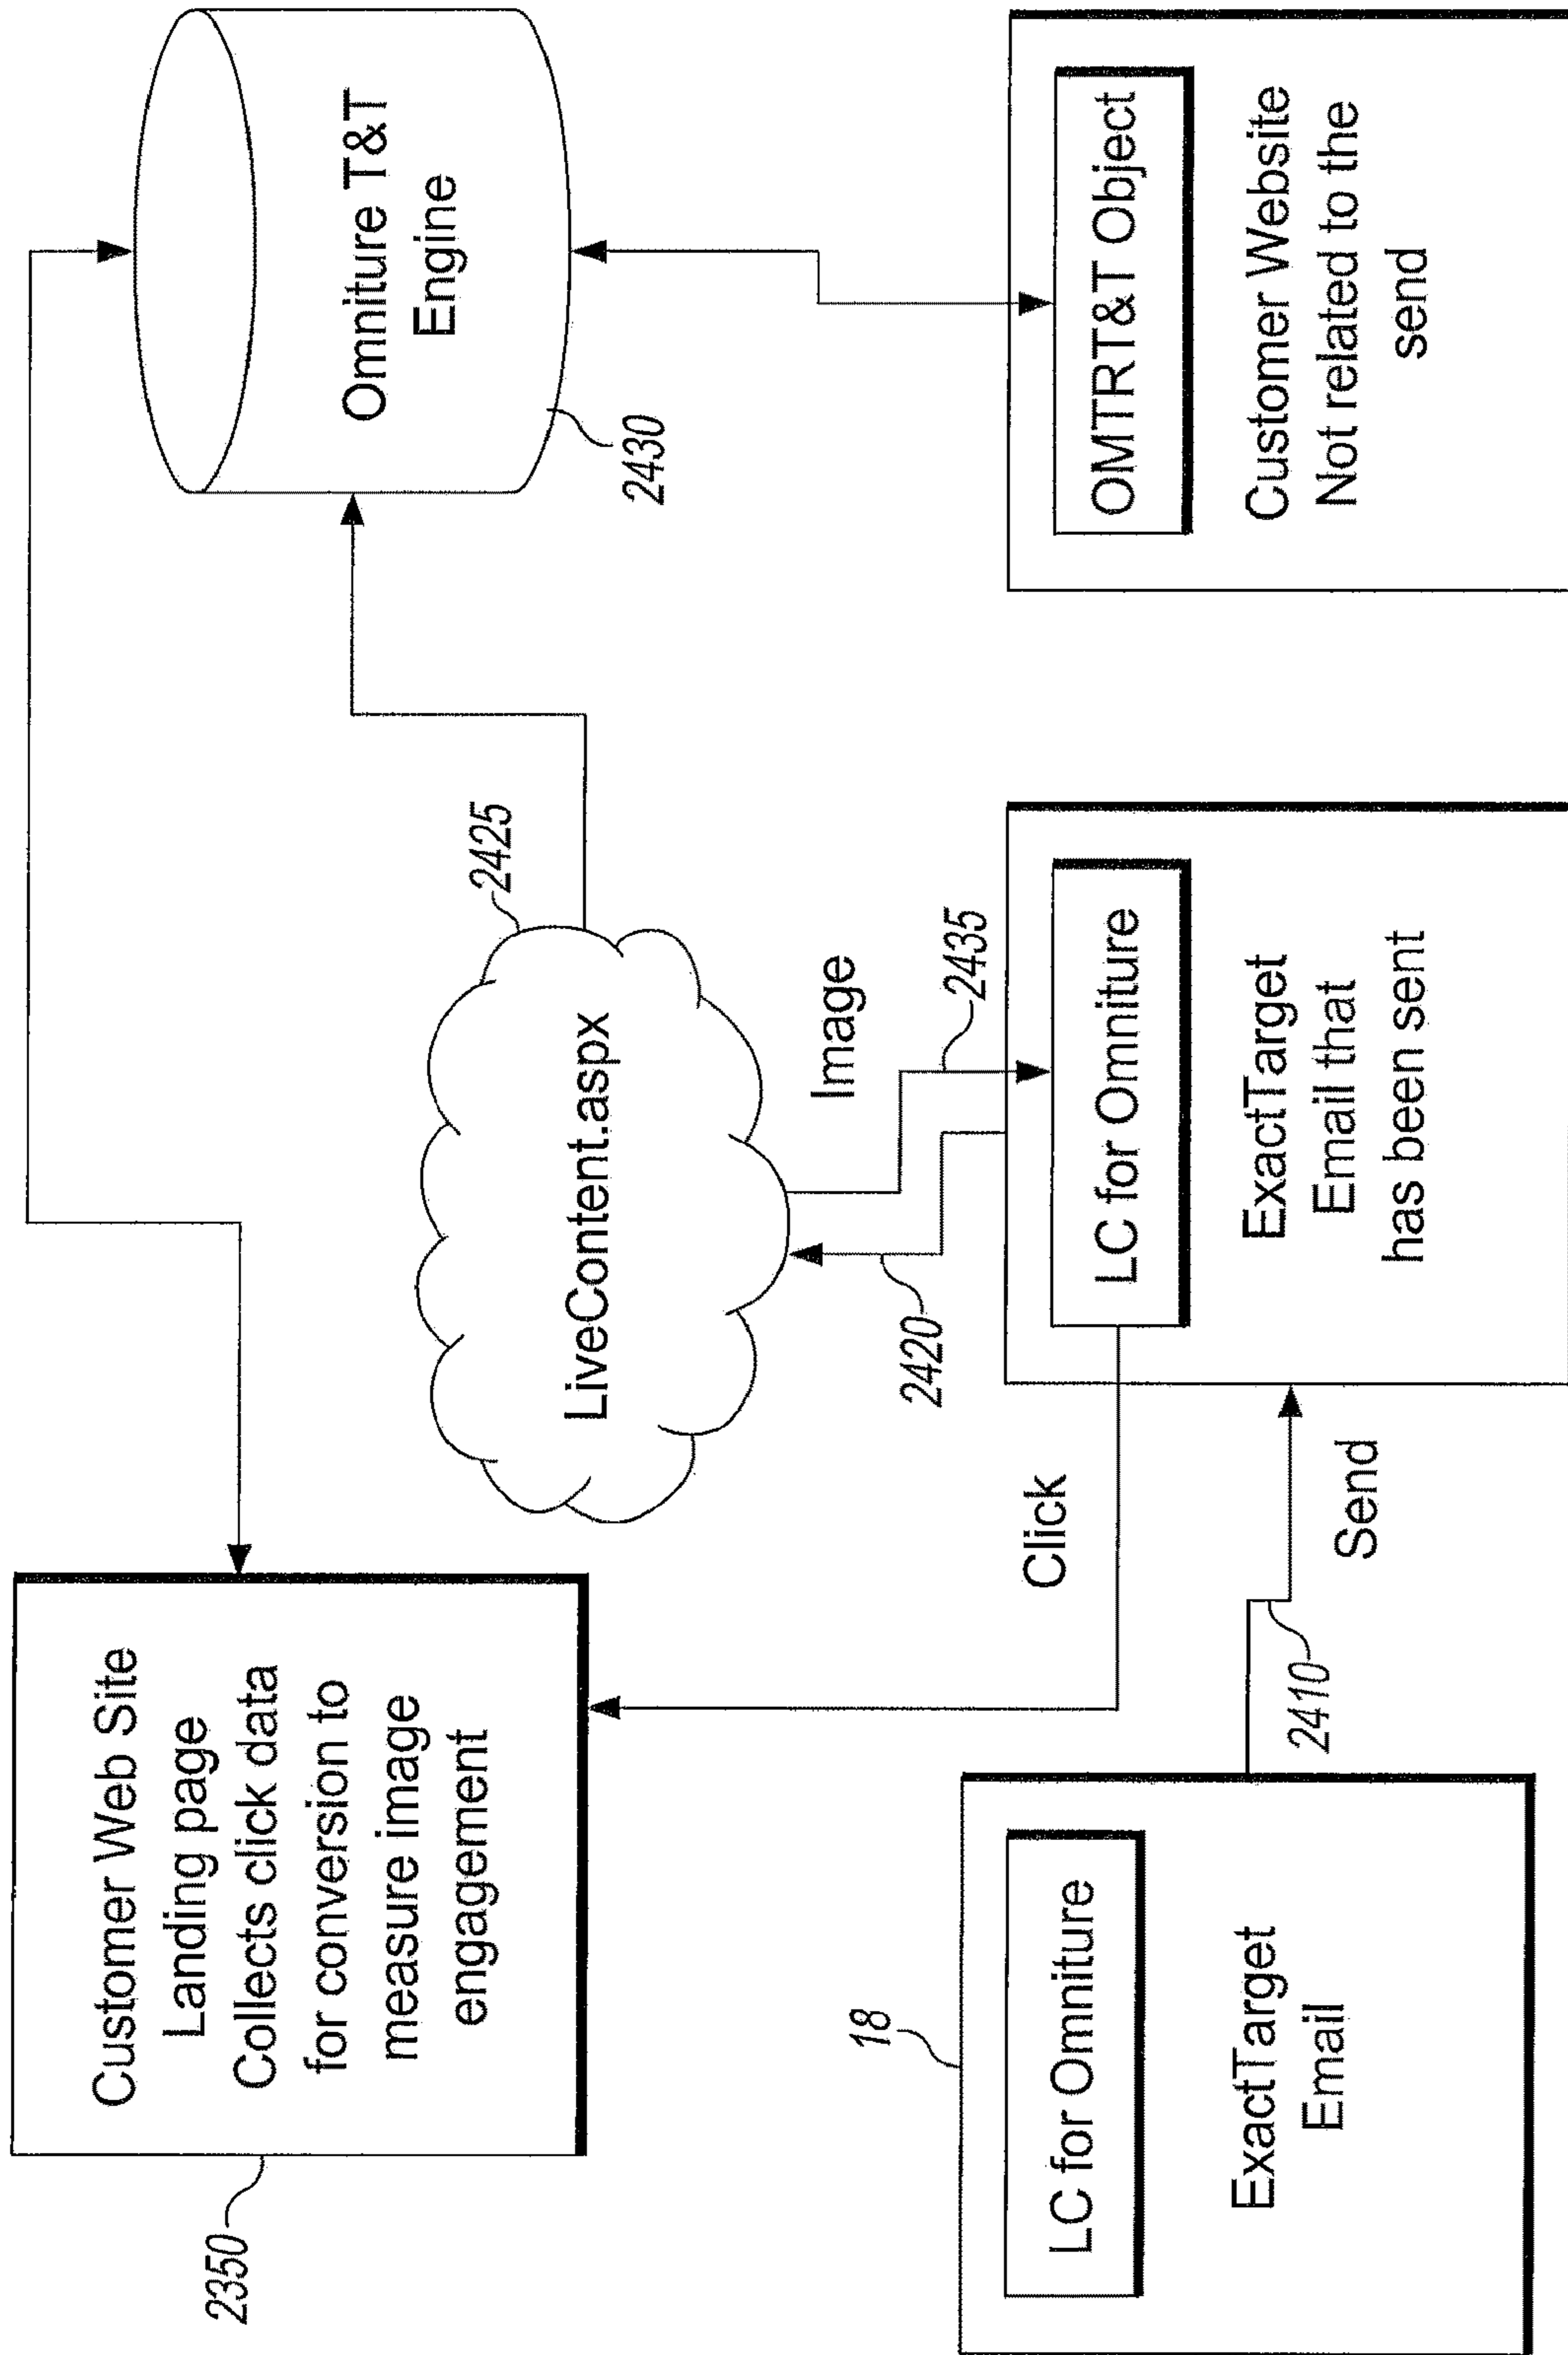 2350
Customer Web Site
Landing page
Collects click data
for conversion to
measure image
engagement
Omniture T&T
Engine
2430
LiveContent.aspx
2425
Image
2435
2420
Click
18
LC for Omniture
ExactTarget
Email
2410
Send
LC for Omniture
ExactTarget
Email that
has been sent
OMTRT&T Object
Customer Website
Not related to the
send